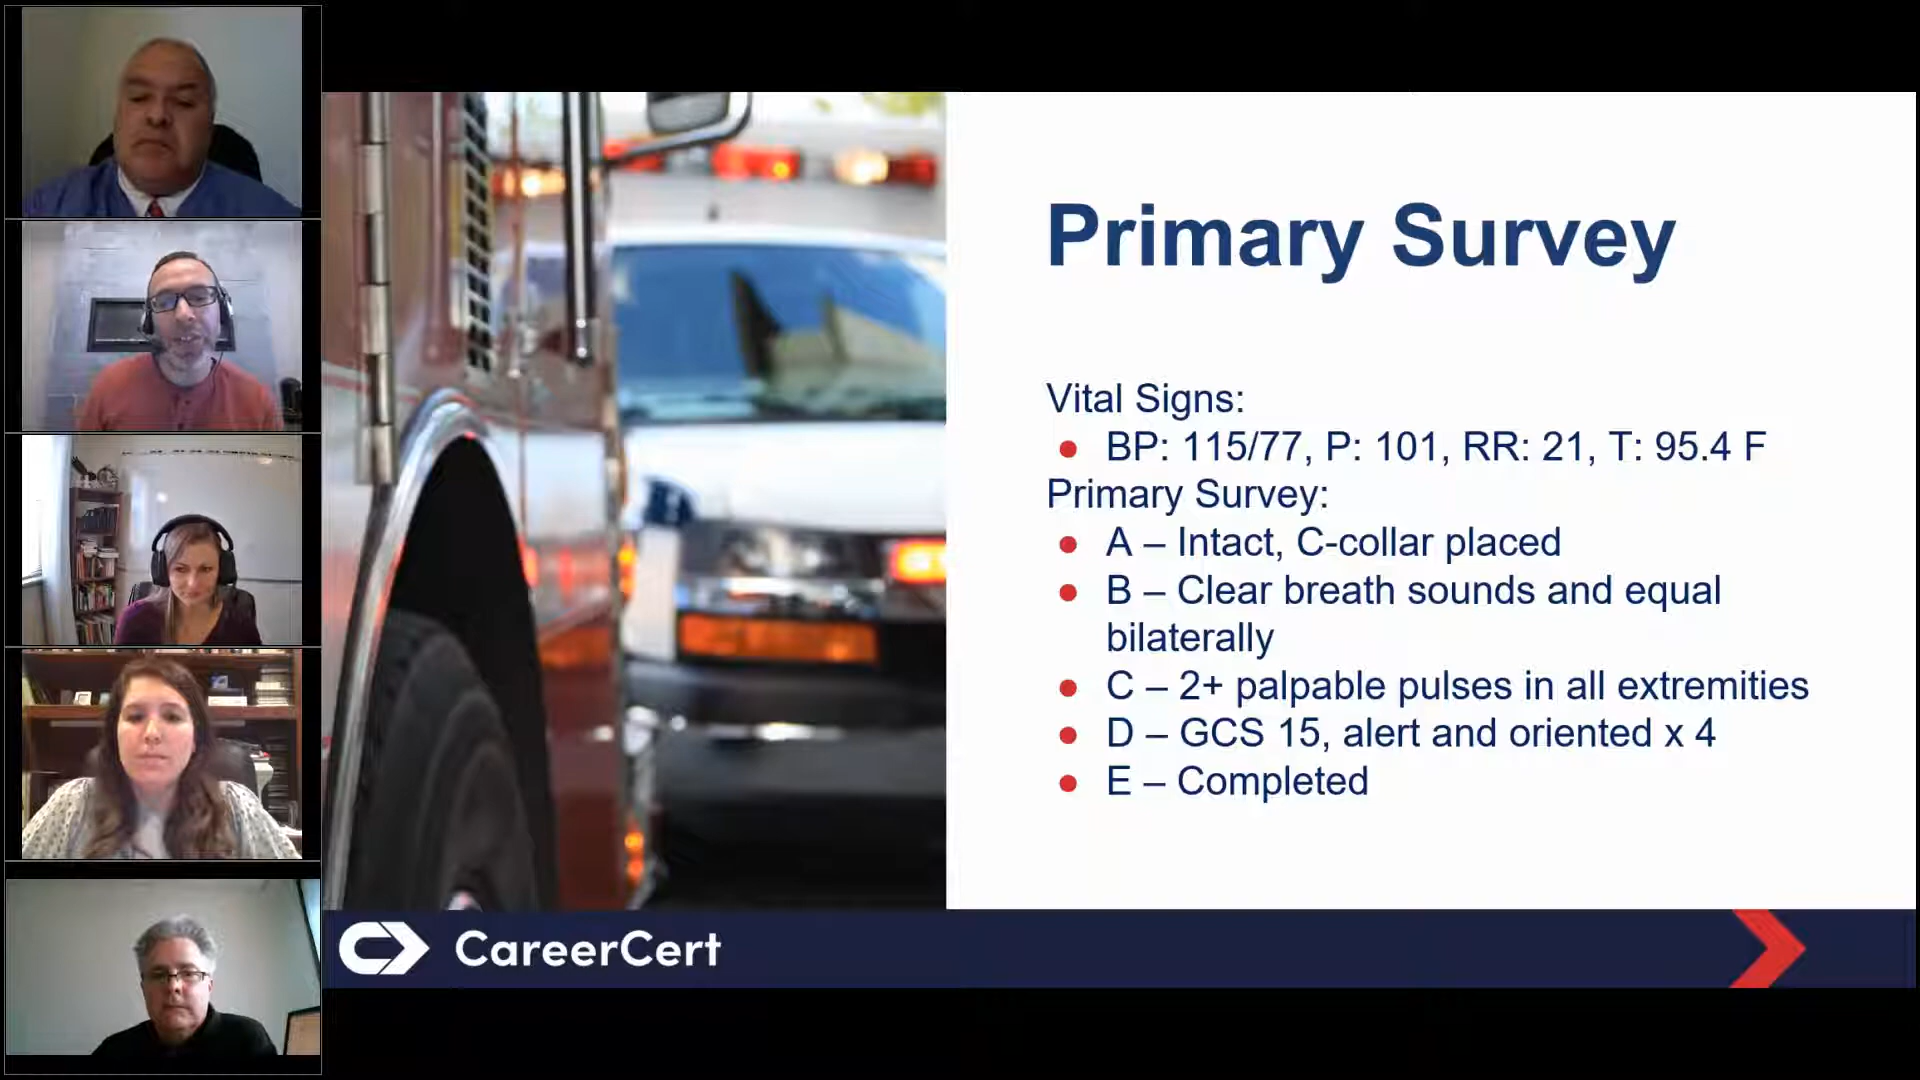 Primary Survey
Vital Signs:
● BP: 115/77, P: 101, RR: 21, T: 95.4 F
Primary Survey:
● A – Intact, C-collar placed
● B – Clear breath sounds and equal
bilaterally
● C – 2+ palpable pulses in all extremities
● D – GCS 15, alert and oriented x 4
● E – Completed
CareerCert